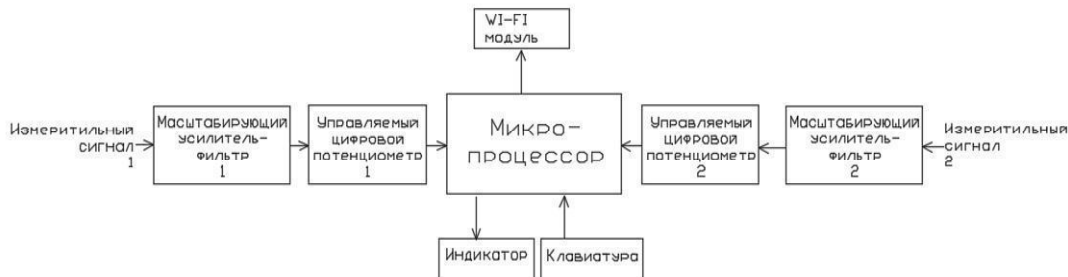 WI-FI
модуль
Измеритильный
сигнал
1
Масштабирующий
усилитель-
фильтр
1
Управляемый
цифровой
потенциометр
1
Микро-
процессор
Управляемый
цифровой
потенциометр
2
Масштабирующий
усилитель-
фильтр
2
Измеритильный
сигнал
2
Индикатор
Клавиатура